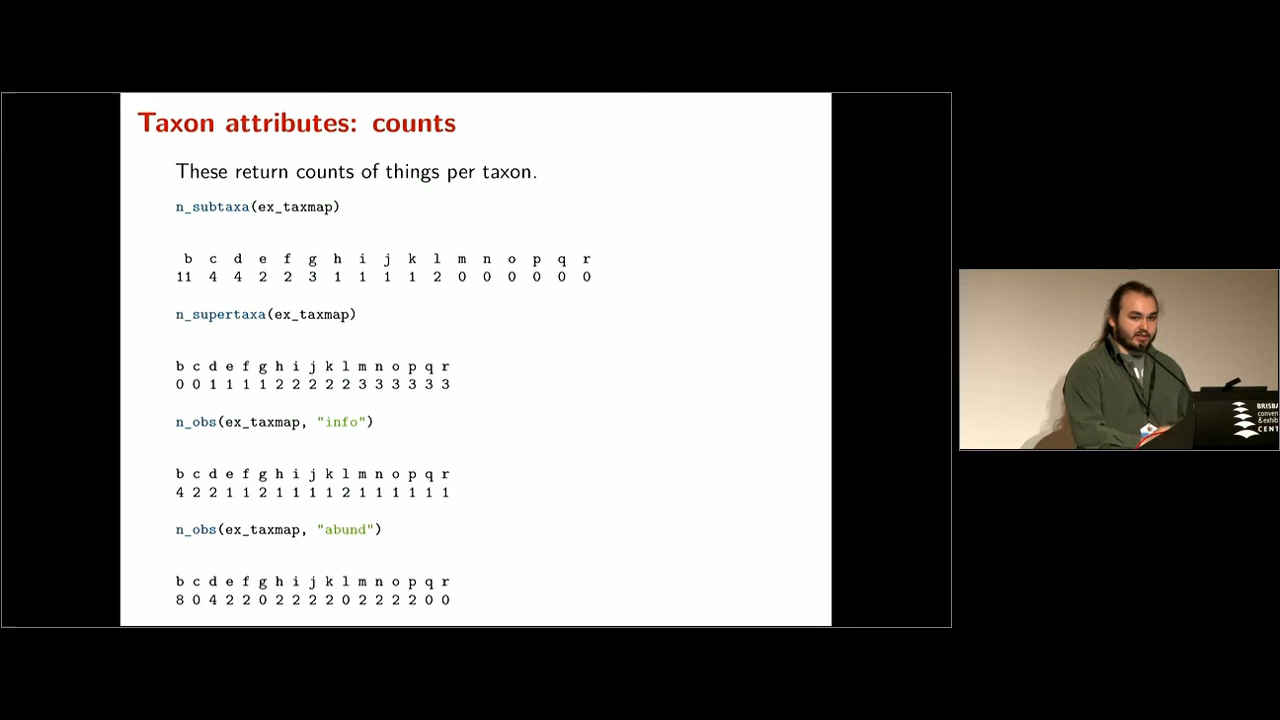 Taxon attributes: counts
These return counts of things per taxon.
n_subtaxa(ex_taxmap)
b c d e f g h i j k l m n o p q r
11 4 4 2 2 3 1 1 1 1 2 0 0 0 0 0 0
n_supertaxa(ex_taxmap)
b c d e f g h i j k l m n o p q r
0 0 1 1 1 1 2 2 2 2 2 3 3 3 3 3 3
n_obs(ex_taxmap, "info")
b c d e f g h i j k l m n o p q r
4 2 2 1 1 2 1 1 1 1 2 1 1 1 1 1 1
n_obs(ex_taxmap, "abund")
b c d e f g h i j k l m n o p q r
8 0 4 2 2 0 2 2 2 2 0 2 2 2 2 0 0
BRISBA
conven
& exhib
CENT